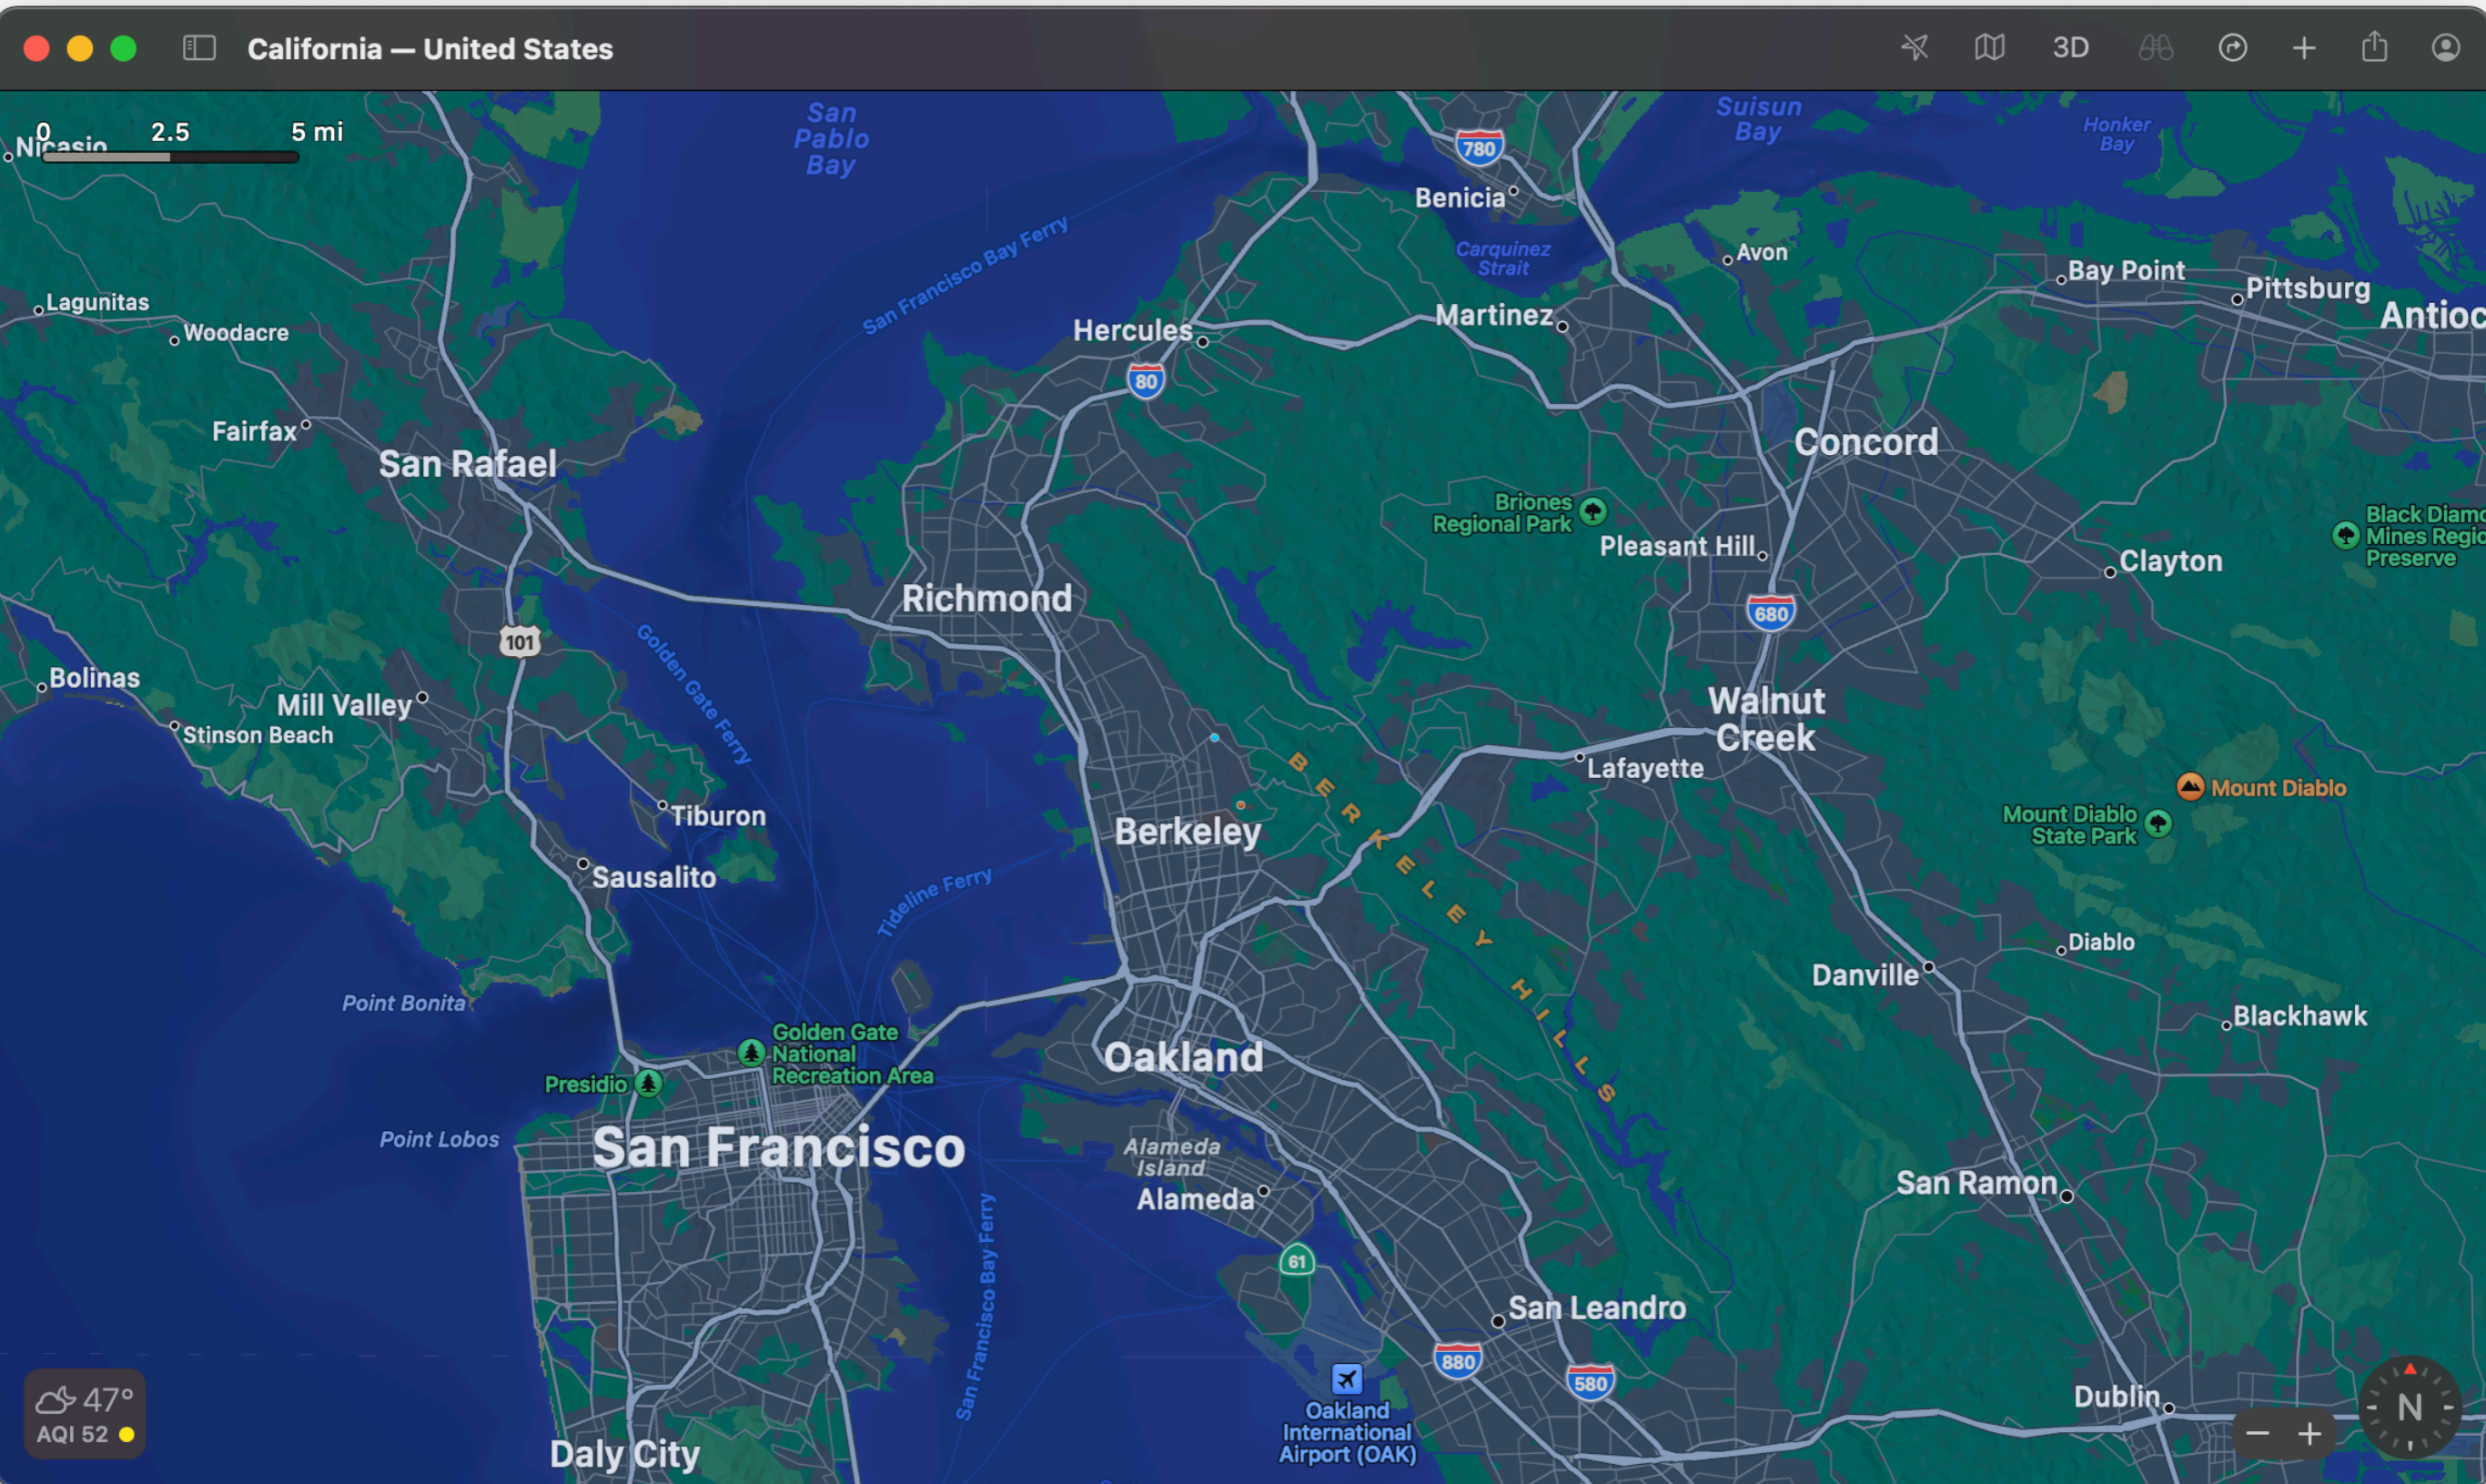 California — United States
3D
0 2.5 5 mi
Nicasio
San
Pablo
Bay
780
Benicia
Suisun
Bay
Honker
Bay
San Francisco Bay Ferry
Carquinez
Strait
Avon
Bay Point
Pittsburg
Antioc
Lagunitas
Woodacre
Hercules
Martinez
80
Fairfax
San Rafael
Concord
Briones
Regional Park
Pleasant Hill
Black Diamo
Mines Regio
Preserve
Clayton
Richmond
680
101
Golden Gate Ferry
Bolinas
Mill Valley
Stinson Beach
Walnut
Creek
Lafayette
BERKELEY HILLS
Mount Diablo
Mount Diablo
State Park
Tiburon
Berkeley
Sausalito
Tideline Ferry
Diablo
Danville
Point Bonita
Blackhawk
Golden Gate
National
Recreation Area
Presidio
Oakland
Point Lobos
San Francisco
Alameda
Island
Alameda
San Ramon
San Francisco Bay Ferry
61
San Leandro
880
580
Oakland
International
Airport (OAK)
Dublin
N
47°
AQI 52
Daly City